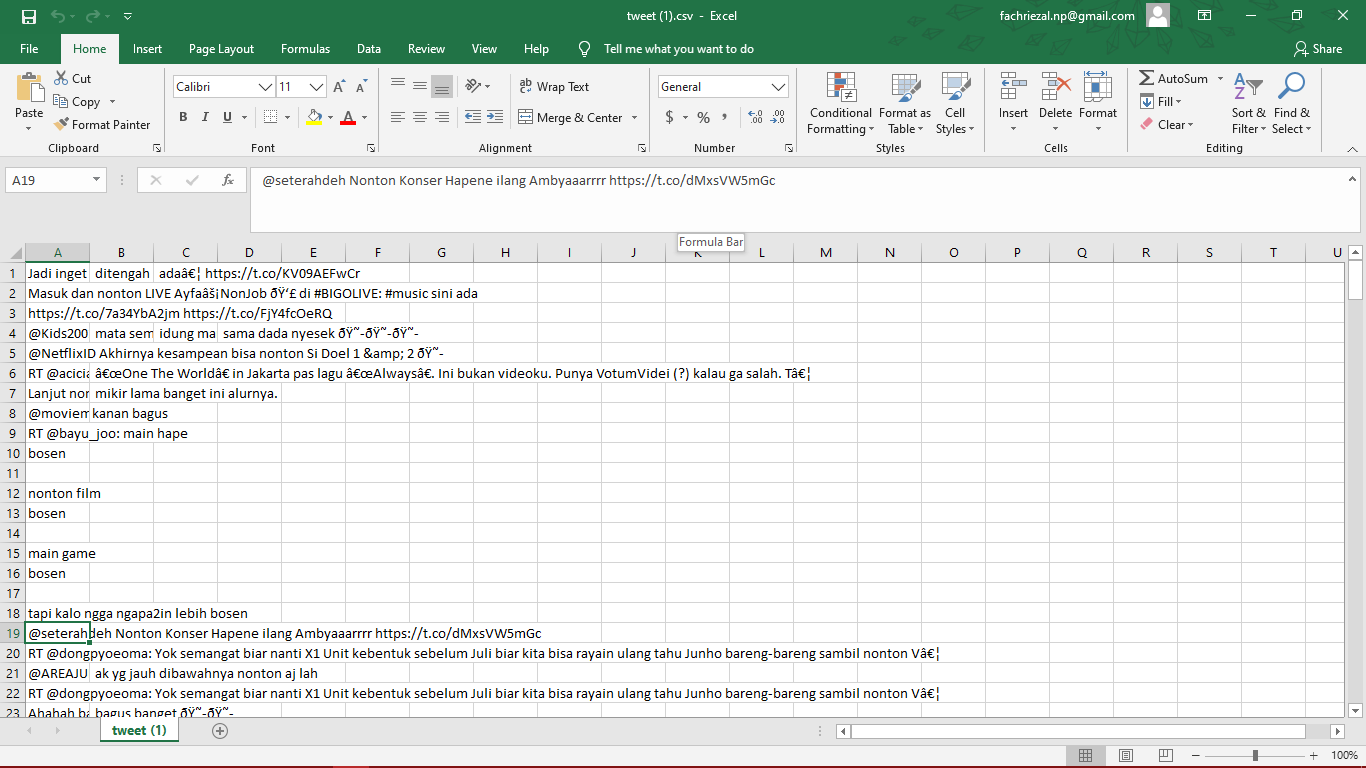 tweet (1).csv - Excel
fachriezal.np@gmail.com
File Home Insert Page Layout Formulas Data Review View Help Tell me what you want to do Share
Paste
Cut
Copy
Format Painter
Calibri 11
B I U
Wrap Text
Merge & Center
General
$ % ,
Conditional Formatting
Format as Table
Cell Styles
Insert Delete Format
AutoSum
Fill
Clear
Sort & Filter
Find & Select
Clipboard Font Alignment Number Styles Cells Editing
A19 fx @seterahdeh Nonton Konser Hapene ilang Ambyaaarrrr https://t.co/dMxsVW5mGc
Formula Bar
A B C D E F G H I J K L M N O P Q R S T U
1 Jadi inget ditengah adaâ€¦ https://t.co/KV09AEFwCr
2 Masuk dan nonton LIVE Ayfaâš¡NonJob ðŸ‘£ di #BIGOLIVE: #music sini ada
3 https://t.co/7a34YbA2jm https://t.co/FjY4fcOeRQ
4 @Kids200 mata sem idung ma sama dada nyesek ðŸ˜-ðŸ˜-ðŸ˜-
5 @NetflixID Akhirnya kesampean bisa nonton Si Doel 1 &amp; 2 ðŸ˜-
6 RT @acicia â€œOne The Worldâ€ in Jakarta pas lagu â€œAlwaysâ€. Ini bukan videoku. Punya VotumVidei (?) kalau ga salah. Tâ€¦
7 Lanjut nor mikir lama banget ini alurnya.
8 @moviem kanan bagus
9 RT @bayu_joo: main hape
10 bosen
11
12 nonton film
13 bosen
14
15 main game
16 bosen
17
18 tapi kalo ngga ngapa2in lebih bosen
19 @seterahdeh Nonton Konser Hapene ilang Ambyaaarrrr https://t.co/dMxsVW5mGc
20 RT @dongpyoeoma: Yok semangat biar nanti X1 Unit kebentuk sebelum Juli biar kita bisa rayain ulang tahu Junho bareng-bareng sambil nonton Vâ€¦
21 @AREAJU ak yg jauh dibawahnya nonton aj lah
22 RT @dongpyoeoma: Yok semangat biar nanti X1 Unit kebentuk sebelum Juli biar kita bisa rayain ulang tahu Junho bareng-bareng sambil nonton Vâ€¦
23 Ahahah ba bagus banget ðŸ˜-ðŸ˜-
tweet (1)
100%